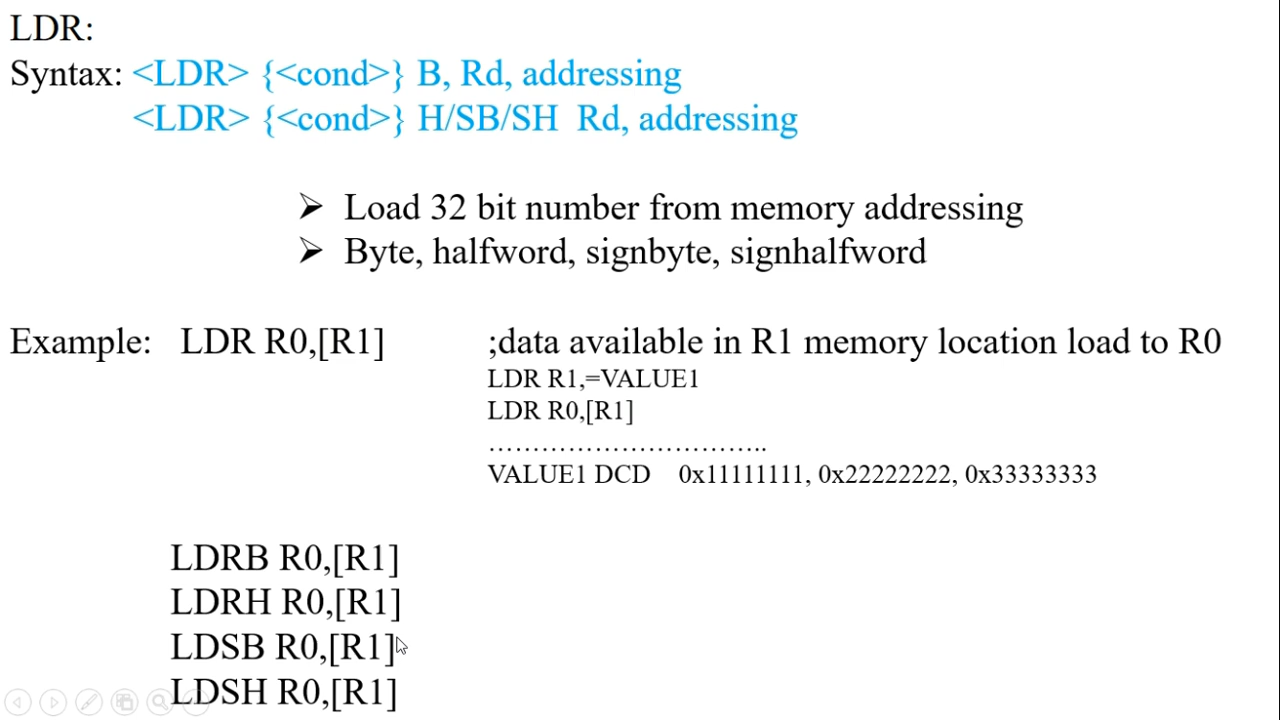 LDR:
Syntax: <LDR> {<cond>} B, Rd, addressing
<LDR> {<cond>} H/SB/SH Rd, addressing
➢ Load 32 bit number from memory addressing
➢ Byte, halfword, signbyte, signhalfword
Example: LDR R0,[R1] ;data available in R1 memory location load to R0
LDR R1,=VALUE1
LDR R0,[R1]
…………………………..
VALUE1 DCD 0x11111111, 0x22222222, 0x33333333
LDRB R0,[R1]
LDRH R0,[R1]
LDSB R0,[R1]
LDSH R0,[R1]